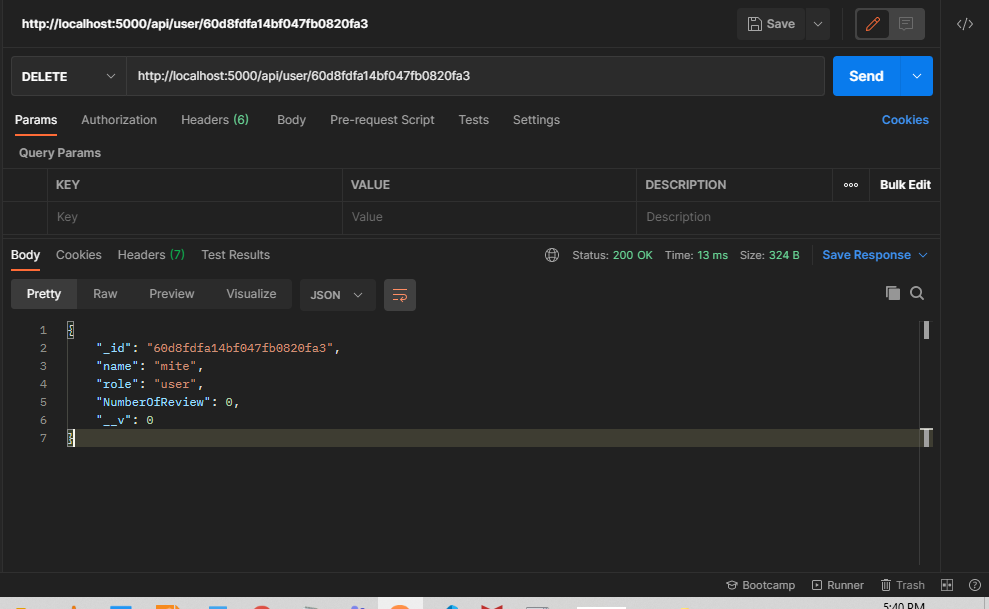 http://localhost:5000/api/user/60d8fdfa14bf047fb0820fa3 Save
DELETE http://localhost:5000/api/user/60d8fdfa14bf047fb0820fa3 Send
Params Authorization Headers (6) Body Pre-request Script Tests Settings Cookies
Query Params
KEY VALUE DESCRIPTION ooo Bulk Edit
Key Value Description
Body Cookies Headers (7) Test Results Status: 200 OK Time: 13 ms Size: 324 B Save Response
Pretty Raw Preview Visualize JSON
1 {
2 "_id": "60d8fdfa14bf047fb0820fa3",
3 "name": "mite",
4 "role": "user",
5 "NumberOfReview": 0,
6 "__v": 0
7 }
Bootcamp Runner Trash
5:40 PM